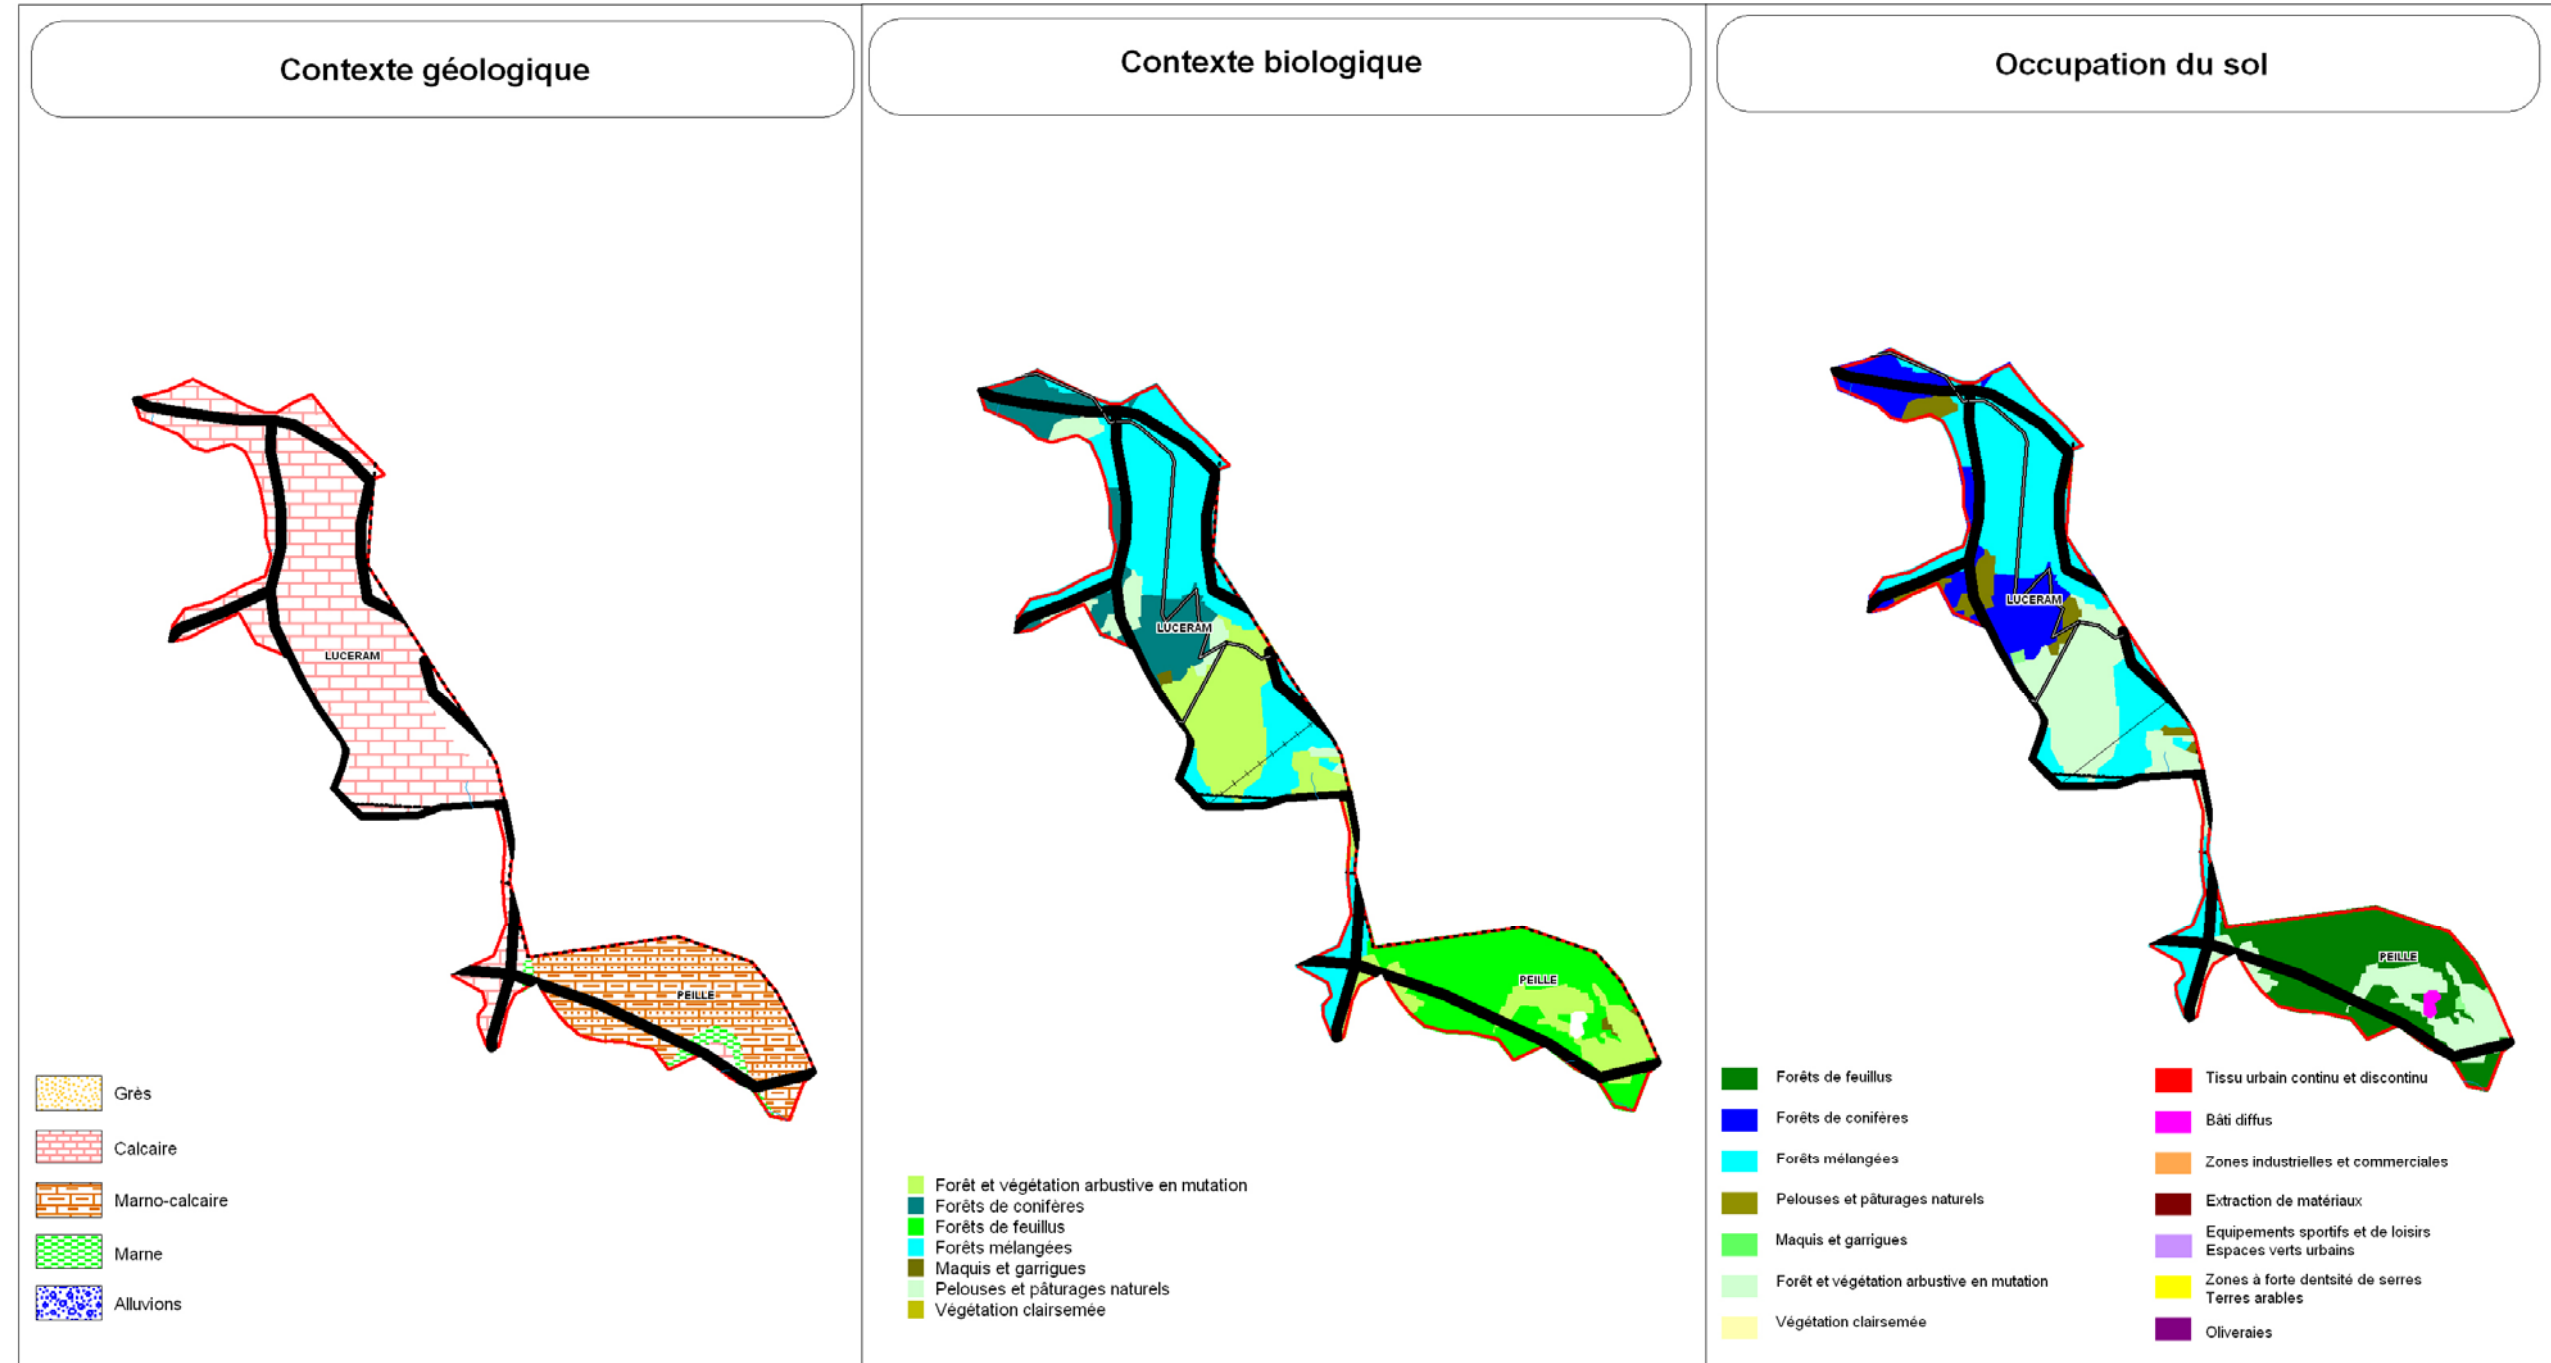 Contexte géologique
LUCERAM
PEILLE
Grès
Calcaire
Marno-calcaire
Marne
Alluvions
Contexte biologique
LUCERAM
PEILLE
Forêt et végétation arbustive en mutation
Forêts de conifères
Forêts de feuillus
Forêts mélangées
Maquis et garrigues
Pelouses et pâturages naturels
Végétation clairsemée
Occupation du sol
LUCERAM
PEILLE
Forêts de feuillus
Forêts de conifères
Forêts mélangées
Pelouses et pâturages naturels
Maquis et garrigues
Forêt et végétation arbustive en mutation
Végétation clairsemée
Tissu urbain continu et discontinu
Bâti diffus
Zones industrielles et commerciales
Extraction de matériaux
Equipements sportifs et de loisirs
Espaces verts urbains
Zones à forte dentsité de serres
Terres arables
Oliveraies